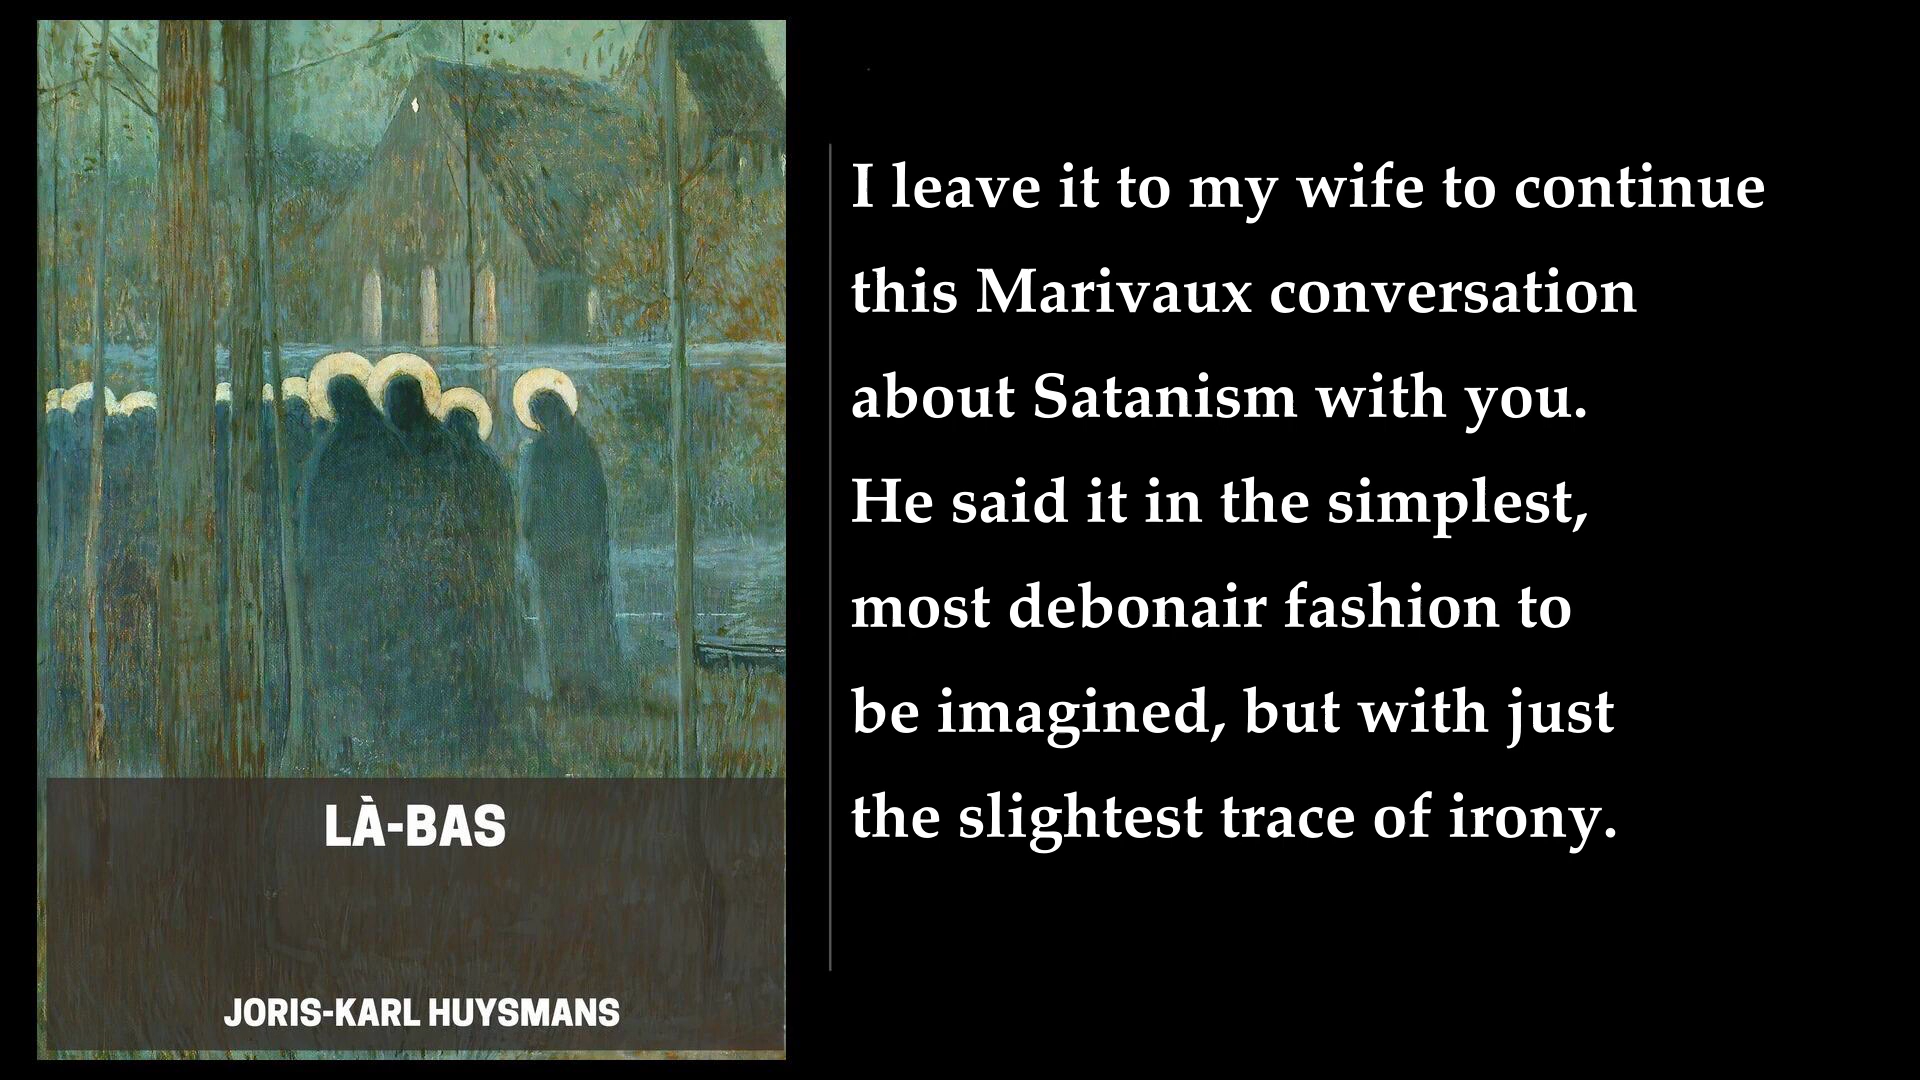 LÀ-BAS
JORIS-KARL HUYSMANS
I leave it to my wife to continue
this Marivaux conversation
about Satanism with you.
He said it in the simplest,
most debonair fashion to
be imagined, but with just
the slightest trace of irony.